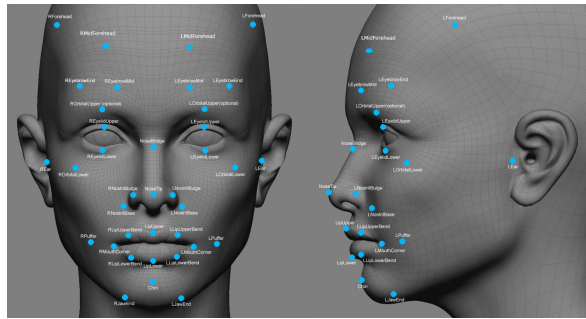 RForehead
LForehead
RMidForehead
LMidForehead
REyebrowEnd
REyebrowMid
LEyebrowMid
LEyebrowEnd
ROrbitalUpper (optional)
LOrbitalUpper(optional)
REyelidUpper
LEyelidUpper
NoseBridge
REyelidLower
LEyelidLower
REar
ROrbitalLower
LOrbitalLower
LEar
RNostrilBulge
NoseTip
LNostrilBulge
RNostrilBase
LNostrilBase
RPuffer
RLipUpperBend
LipUpper
LLipUpperBend
LPuffer
RMouthCorner
LMouthCorner
RLipLowerBend
LipLower
LLipLowerBend
Chin
RJawEnd
LJawEnd
LForehead
LMidForehead
LEyebrowMid
LEyebrowEnd
LOrbitalUpper(optional)
LEyelidUpper
NoseBridge
LEyelidLower
LOrbitalLower
LEar
NoseTip
LNostrilBulge
LNostrilBase
LipUpper
LLipUpperBend
LPuffer
LMouthCorner
LipLower
LLipLowerBend
Chin
LJawEnd